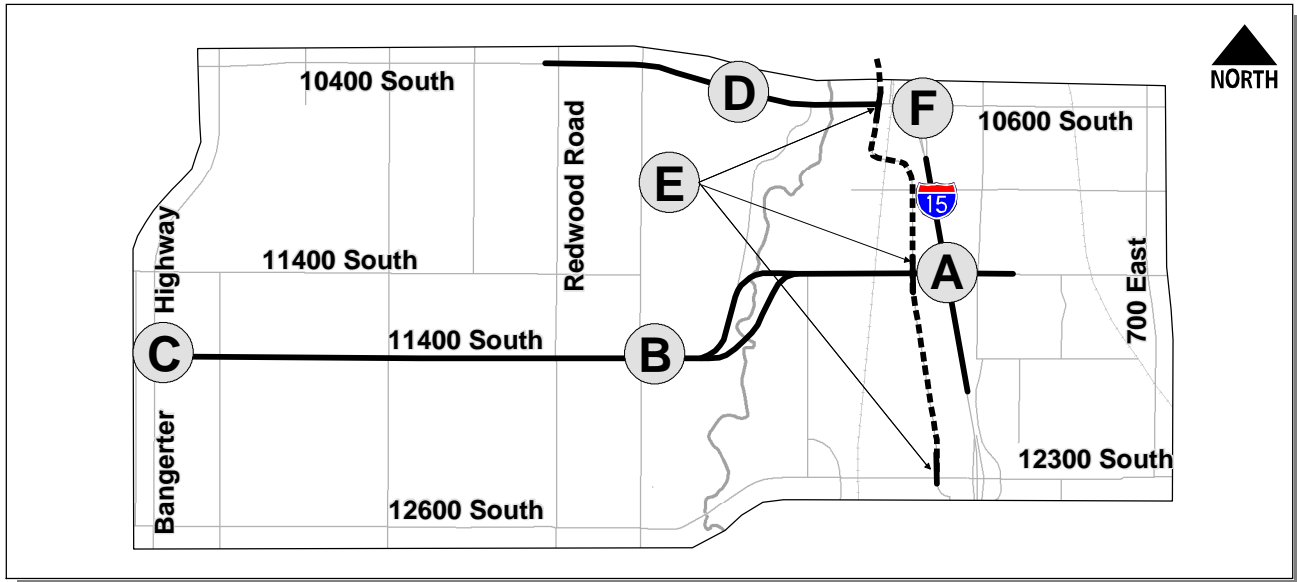 NORTH
10400 South
D
F
10600 South
Redwood Road
E
15
Highway
11400 South
A
700 East
11400 South
C
B
Bangerter
12300 South
12600 South